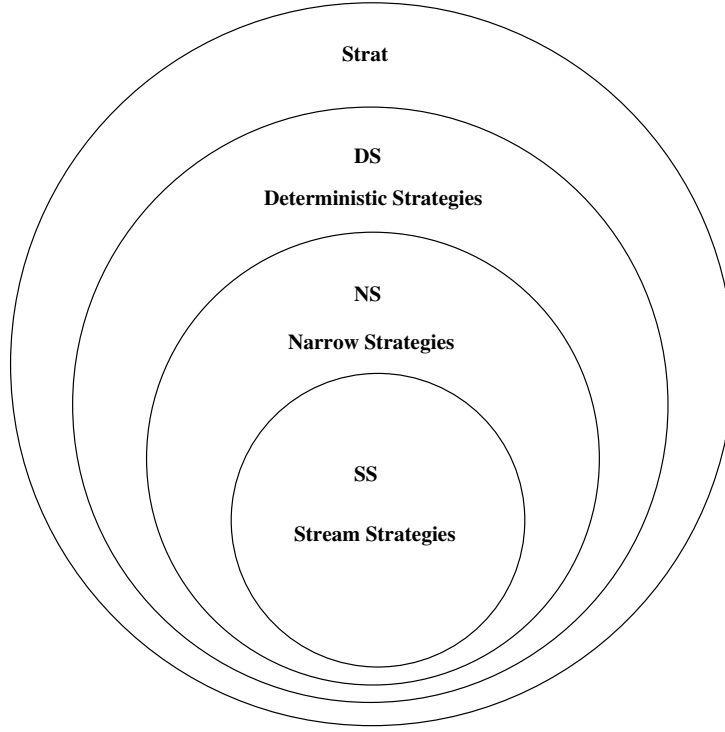 Strat
DS
Deterministic Strategies
NS
Narrow Strategies
SS
Stream Strategies